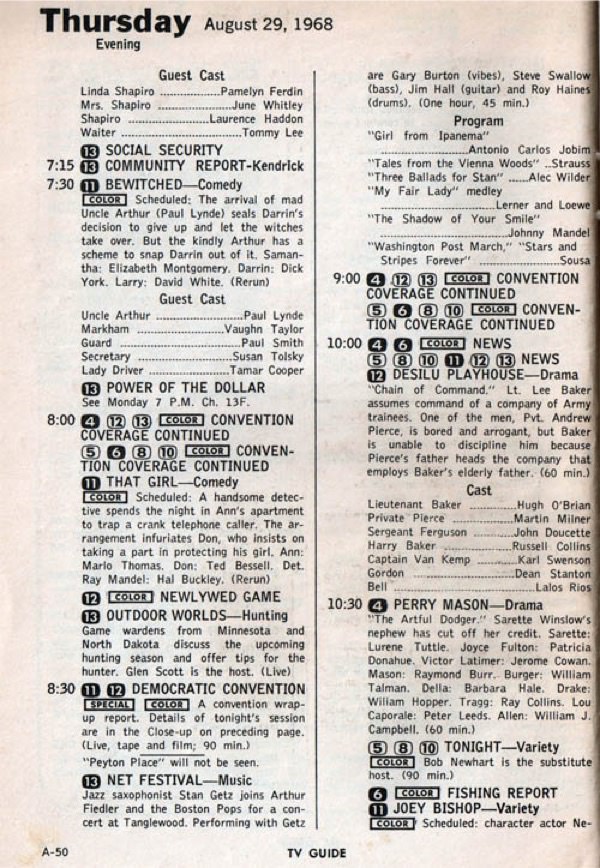 Thursday August 29, 1968
Evening
Guest Cast
Linda Shapiro ..................Pamelyn Ferdin
Mrs. Shapiro ......................June Whitley
Shapiro ......................Laurence Haddon
Waiter .................................Tommy Lee
13 SOCIAL SECURITY
7:15 13 COMMUNITY REPORT-Kendrick
7:30 11 BEWITCHED—Comedy
COLOR Scheduled: The arrival of mad
Uncle Arthur (Paul Lynde) seals Darrin's
decision to give up and let the witches
take over. But the kindly Arthur has a
scheme to snap Darrin out of it. Saman-
tha: Elizabeth Montgomery. Darrin: Dick
York. Larry: David White. (Rerun)
Guest Cast
Uncle Arthur ........................Paul Lynde
Markham ........................Vaughn Taylor
Guard ................................Paul Smith
Secretary ........................Susan Tolsky
Lady Driver ....................Tamar Cooper
13 POWER OF THE DOLLAR
See Monday 7 P.M. Ch. 13F.
8:00 4 12 13 COLOR CONVENTION
COVERAGE CONTINUED
5 6 8 10 COLOR CONVEN-
TION COVERAGE CONTINUED
11 THAT GIRL—Comedy
COLOR Scheduled: A handsome detec-
tive spends the night in Ann's apartment
to trap a crank telephone caller. The ar-
rangement infuriates Don, who insists on
taking a part in protecting his girl. Ann:
Marlo Thomas. Don: Ted Bessell. Det.
Ray Mandel: Hal Buckley. (Rerun)
12 COLOR NEWLYWED GAME
13 OUTDOOR WORLDS—Hunting
Game wardens from Minnesota and
North Dakota discuss the upcoming
hunting season and offer tips for the
hunter. Glen Scott is the host. (Live)
8:30 11 12 DEMOCRATIC CONVENTION
SPECIAL COLOR A convention wrap-
up report. Details of tonight's session
are in the Close-up on preceding page.
(Live, tape and film; 90 min.)
"Peyton Place" will not be seen.
13 NET FESTIVAL—Music
Jazz saxophonist Stan Getz joins Arthur
Fiedler and the Boston Pops for a con-
cert at Tanglewood. Performing with Getz
are Gary Burton (vibes), Steve Swallow
(bass), Jim Hall (guitar) and Roy Haines
(drums). (One hour, 45 min.)
Program
"Girl from Ipanema"
......................Antonio Carlos Jobim
"Tales from the Vienna Woods" ..Strauss
"Three Ballads for Stan" ......Alec Wilder
"My Fair Lady" medley
............................Lerner and Loewe
"The Shadow of Your Smile"
................................Johnny Mandel
"Washington Post March," "Stars and
Stripes Forever" ........................Sousa
9:00 4 12 13 COLOR CONVENTION
COVERAGE CONTINUED
5 6 8 10 COLOR CONVEN-
TION COVERAGE CONTINUED
10:00 4 6 COLOR NEWS
5 8 10 11 12 13 NEWS
12 DESILU PLAYHOUSE—Drama
"Chain of Command." Lt. Lee Baker
assumes command of a company of Army
trainees. One of the men, Pvt. Andrew
Pierce, is bored and arrogant, but Baker
is unable to discipline him because
Pierce's father heads the company that
employs Baker's elderly father. (60 min.)
Cast
Lieutenant Baker ............Hugh O'Brian
Private Pierce ................Martin Milner
Sergeant Ferguson ..........John Doucette
Harry Baker ..................Russell Collins
Captain Van Kemp ..........Karl Swenson
Gordon ..........................Dean Stanton
Bell ....................................Lalos Rios
10:30 4 PERRY MASON—Drama
"The Artful Dodger." Sarette Winslow's
nephew has cut off her credit. Sarette:
Lurene Tuttle. Joyce Fulton: Patricia
Donahue. Victor Latimer: Jerome Cowan.
Mason: Raymond Burr. Burger: William
Talman. Della: Barbara Hale. Drake:
Wiliam Hopper. Tragg: Ray Collins. Lou
Caporale: Peter Leeds. Allen: William J.
Campbell. (60 min.)
5 8 10 TONIGHT—Variety
COLOR Bob Newhart is the substitute
host. (90 min.)
6 COLOR FISHING REPORT
11 JOEY BISHOP—Variety
COLOR Scheduled: character actor Ne-
A-50 TV GUIDE